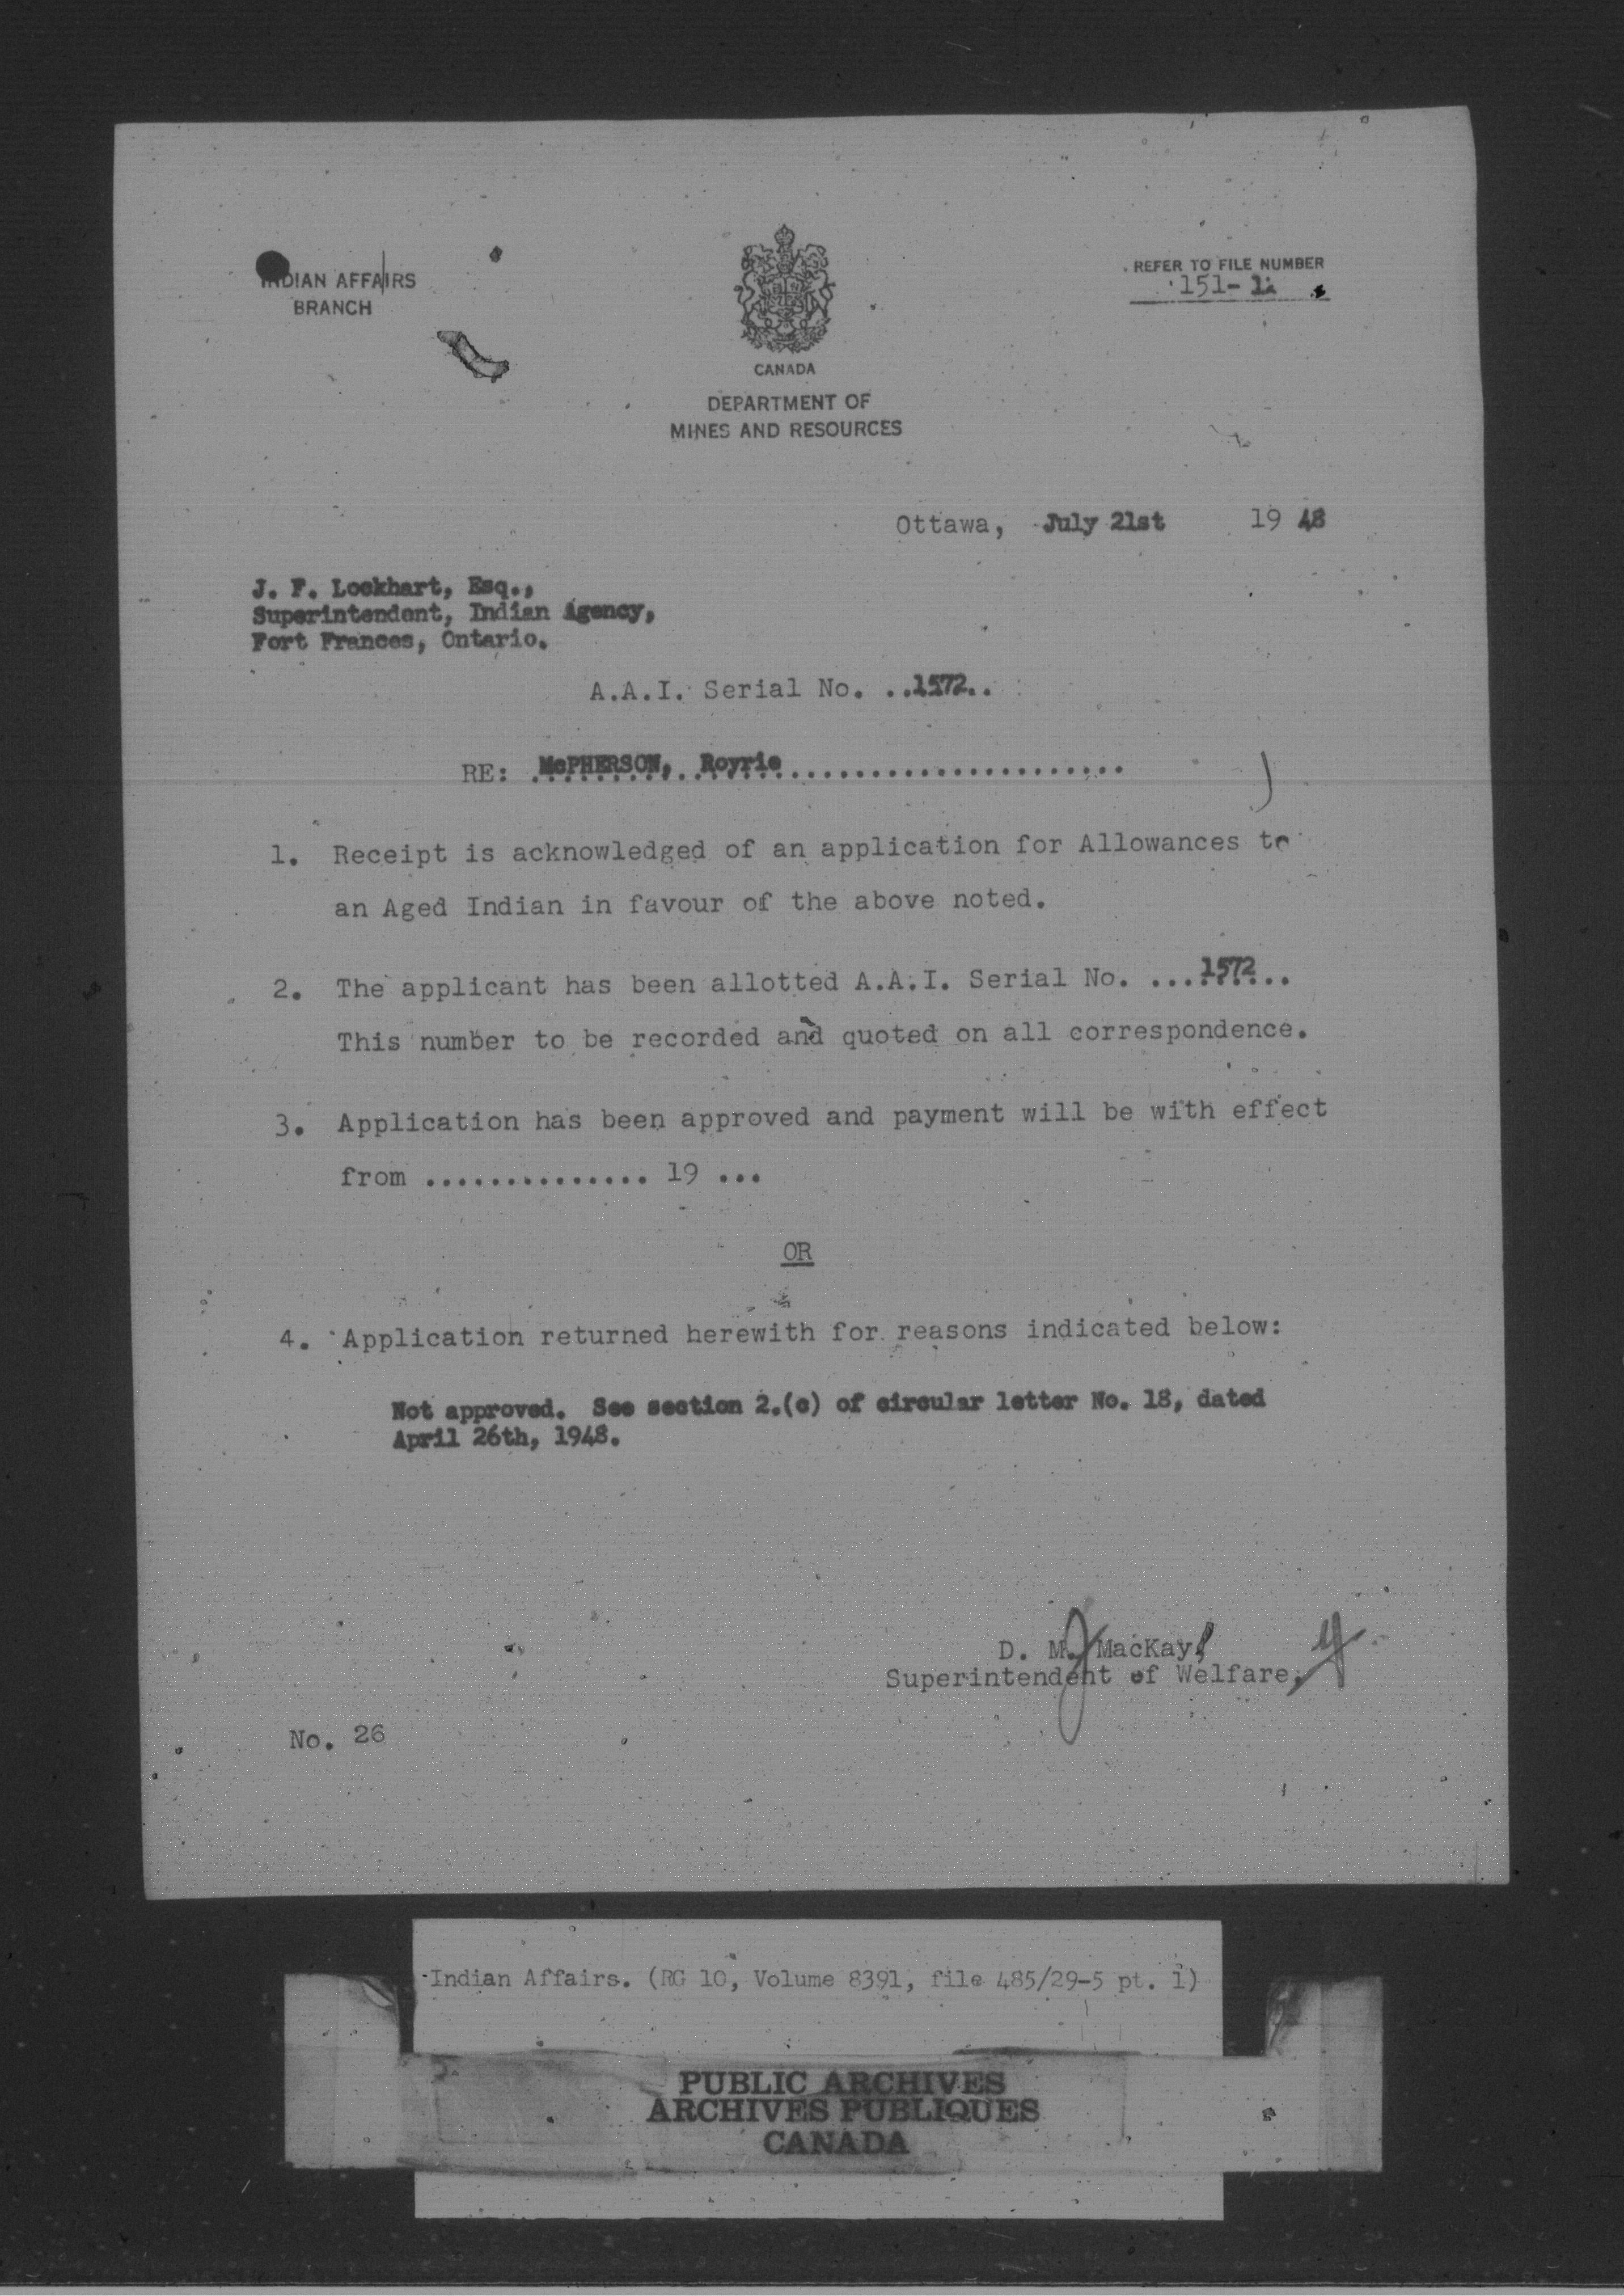 INDIAN AFFAIRS
BRANCH
CANADA
DEPARTMENT OF
MINES AND RESOURCES
REFER TO FILE NUMBER
151-
Ottawa, July 21st 19 48
J. F. Lockhart, Esq.,
Superintendent, Indian Agency,
Fort Frances, Ontario.
A.A.I. Serial No. ..1572..
RE: McPHERSON, Royrie ......................
1. Receipt is acknowledged of an application for Allowances to
an Aged Indian in favour of the above noted.
2. The applicant has been allotted A.A.I. Serial No. ...1572..
This number to be recorded and quoted on all correspondence.
3. Application has been approved and payment will be with effect
from .............. 19 ...
OR
4. Application returned herewith for reasons indicated below:
Not approved. See section 2.(c) of circular letter No. 18, dated
April 26th, 1948.
D. M. MacKay,
Superintendent of Welfare.
No. 26
Indian Affairs. (RG 10, Volume 8391, file 485/29-5 pt. 1)
PUBLIC ARCHIVES
ARCHIVES PUBLIQUES
CANADA